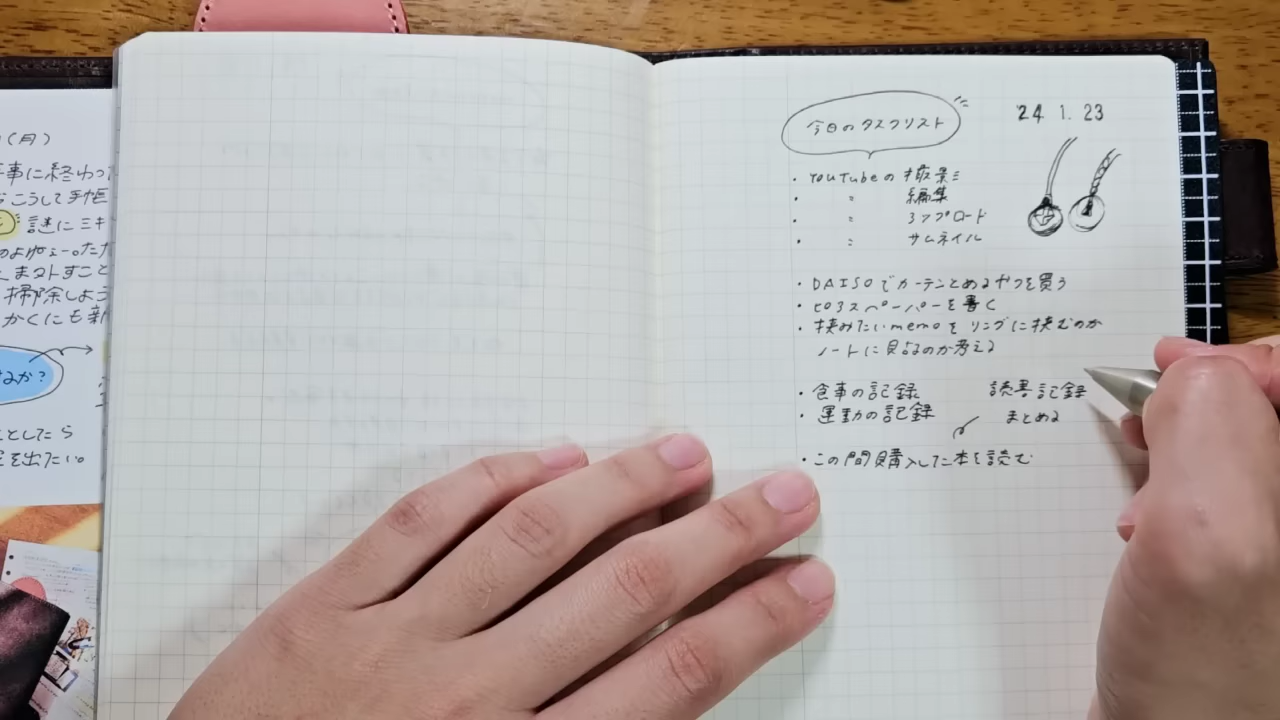 (月)
事に終わった
こうして手帳
謎にミキ
まタトすこと
掃除しよう
かくにも新
なか?
としたら
を出たい。
今日のタスクリスト
24 1. 23
・YouTubeの撮影
・ 〃 編集
・ 〃 アップロード
・ 〃 サムネイル
・DAISOでカーテンとめるやつを買う
・ピロスペーパーを書く
・挟みたいmemoをリングに挟むのか
ノートに貼るのか考える
・食事の記録
・運動の記録
読書記録
まとめる
・この間購入した本を読む